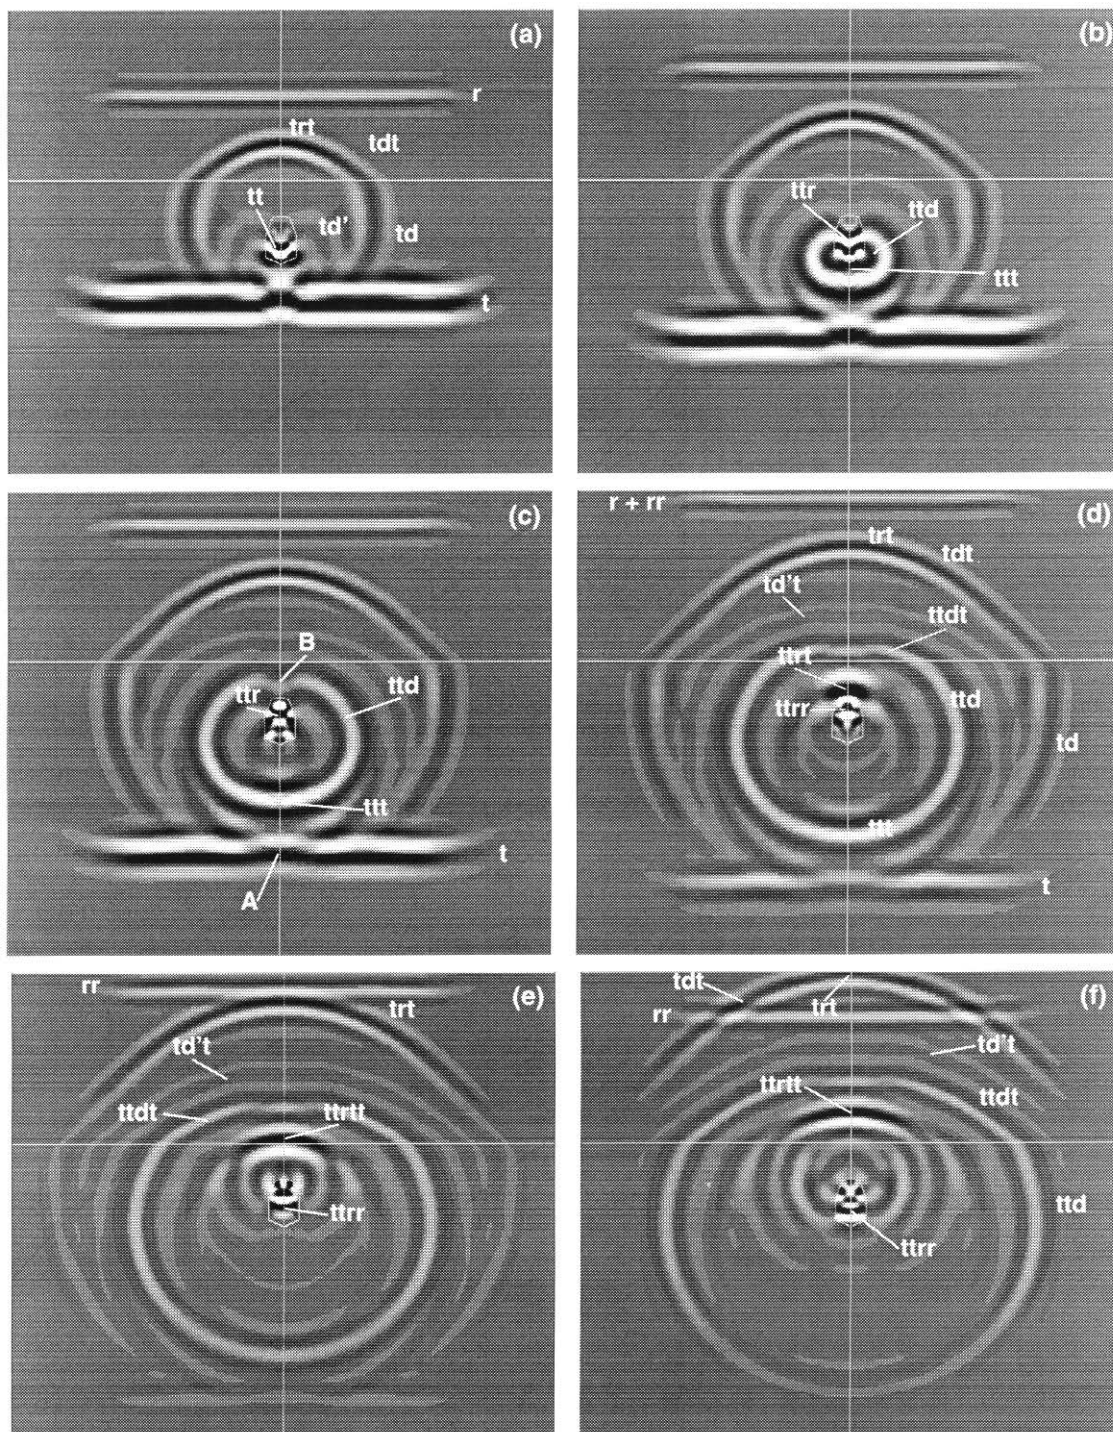 (a)
r
trt
tdt
tt
td'
td
t
(b)
ttr
ttd
ttt
(c)
B
ttr
ttd
ttt
t
A
(d)
r + rr
trt
tdt
td't
ttdt
ttrt
ttd
ttrr
td
ttt
t
(e)
rr
trt
td't
ttdt
ttrtt
ttrr
(f)
tdt
rr
trt
td't
ttrtt
ttdt
ttd
ttrr